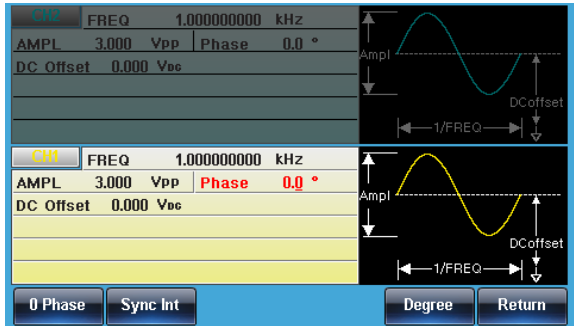 CH2 FREQ 1.000000000 kHz
AMPL 3.000 Vpp Phase 0.0 °
DC Offset 0.000 VDC
Ampl
DCoffset
1/FREQ
CH1 FREQ 1.000000000 kHz
AMPL 3.000 Vpp Phase 0.0 °
DC Offset 0.000 VDC
Ampl
DCoffset
1/FREQ
0 Phase Sync Int Degree Return